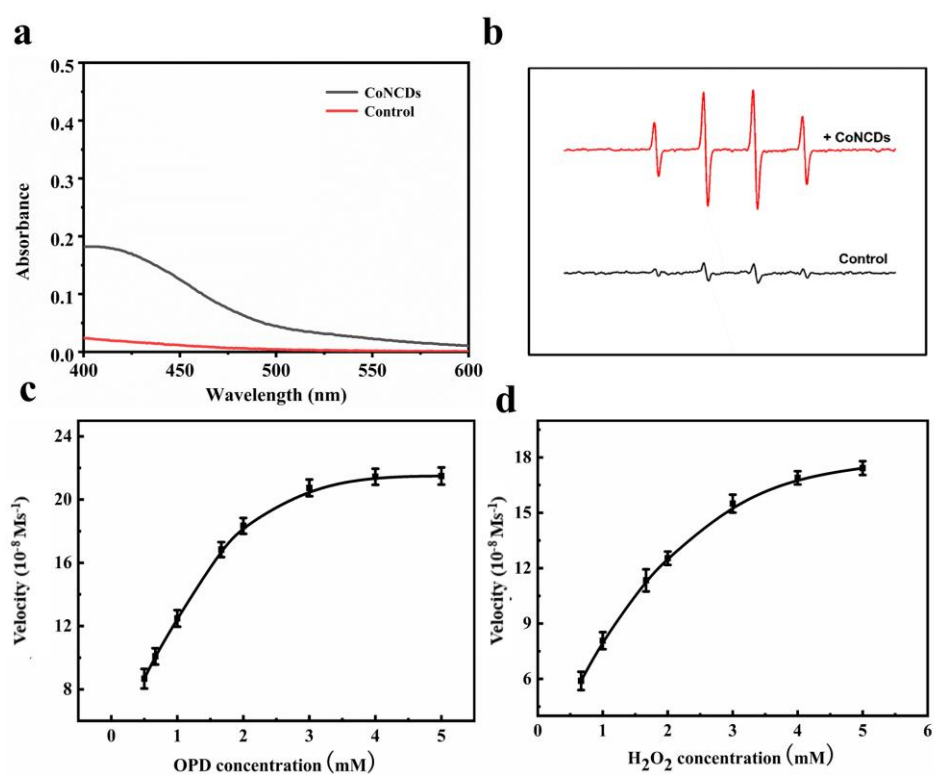 a
0.5
0.4
0.3
0.2
0.1
0.0
Absorbance
CoNCDs
Control
400
450
500
550
600
Wavelength (nm)
b
+ CoNCDs
Control
c
24
20
16
12
8
Velocity (10⁻⁸ Ms⁻¹)
0
1
2
3
4
5
OPD concentration (mM)
d
18
15
12
9
6
Velocity (10⁻⁸ Ms⁻¹)
0
1
2
3
4
5
6
H₂O₂ concentration (mM)